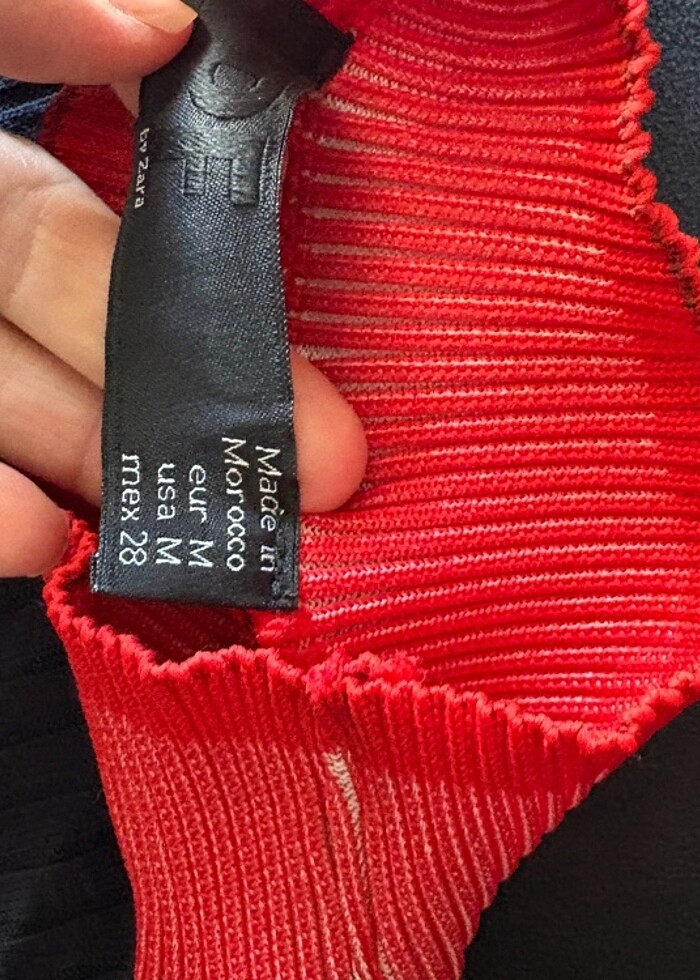 by Zara
Made in
Morocco
eur M
usa M
mex 28